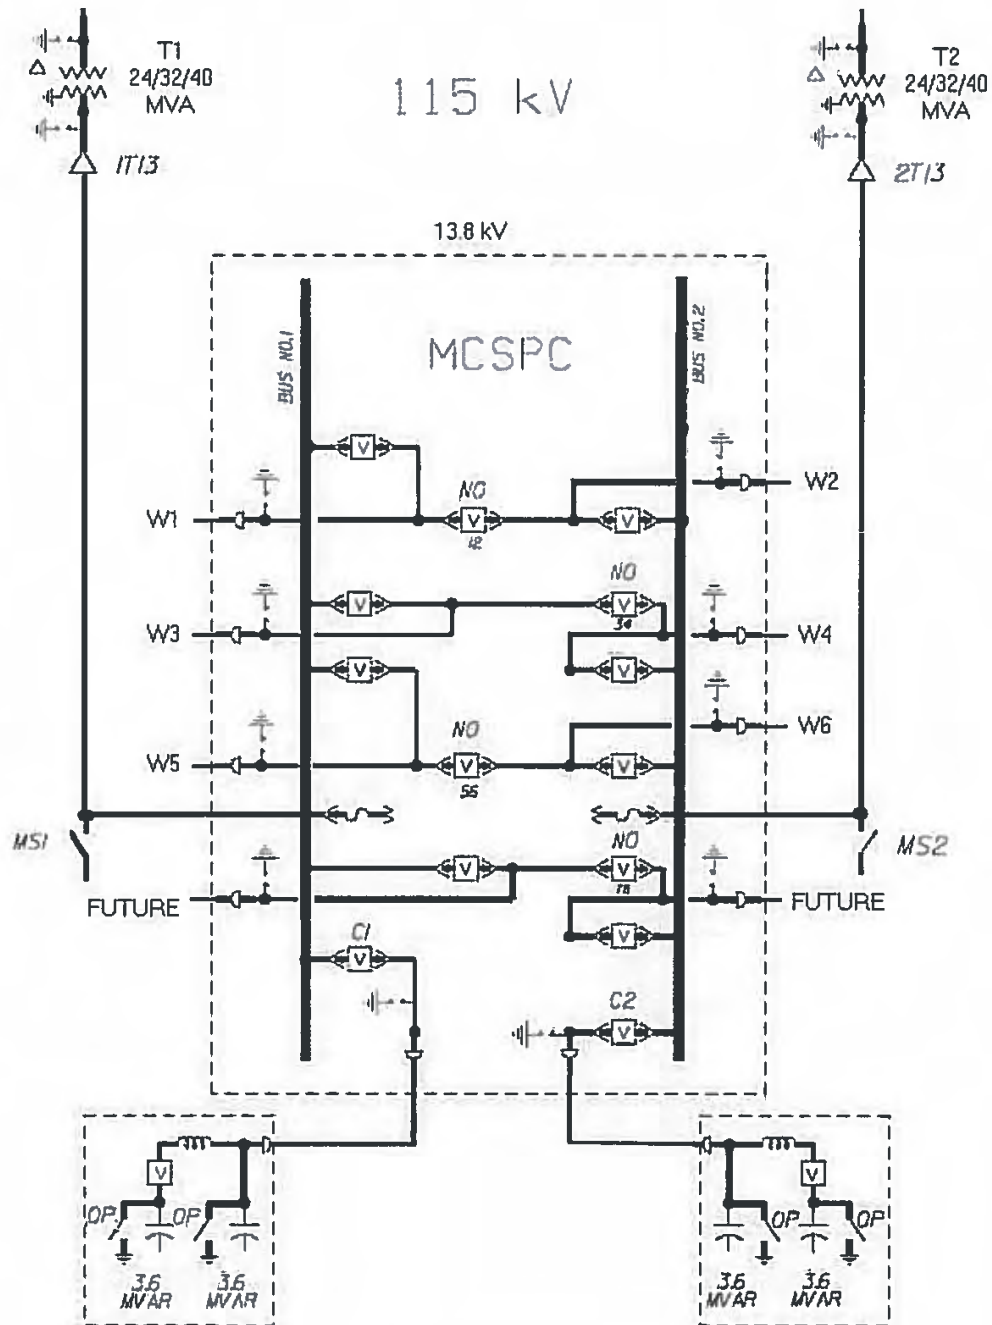 T1
24/32/40
MVA
115 kV
T2
24/32/40
MVA
1T13
2T13
13.8 kV
BUS NO.1
MCSPC
BUS NO.2
V
W2
NO
W1
V
V
12
NO
V
V
34
W3
W4
V
V
W6
NO
W5
V
V
56
MS1
MS2
NO
V
V
78
FUTURE
FUTURE
C1
V
V
C2
V
V
V
OP
OP
OP
OP
3.6
MVAR
3.6
MVAR
3.6
MVAR
3.6
MVAR